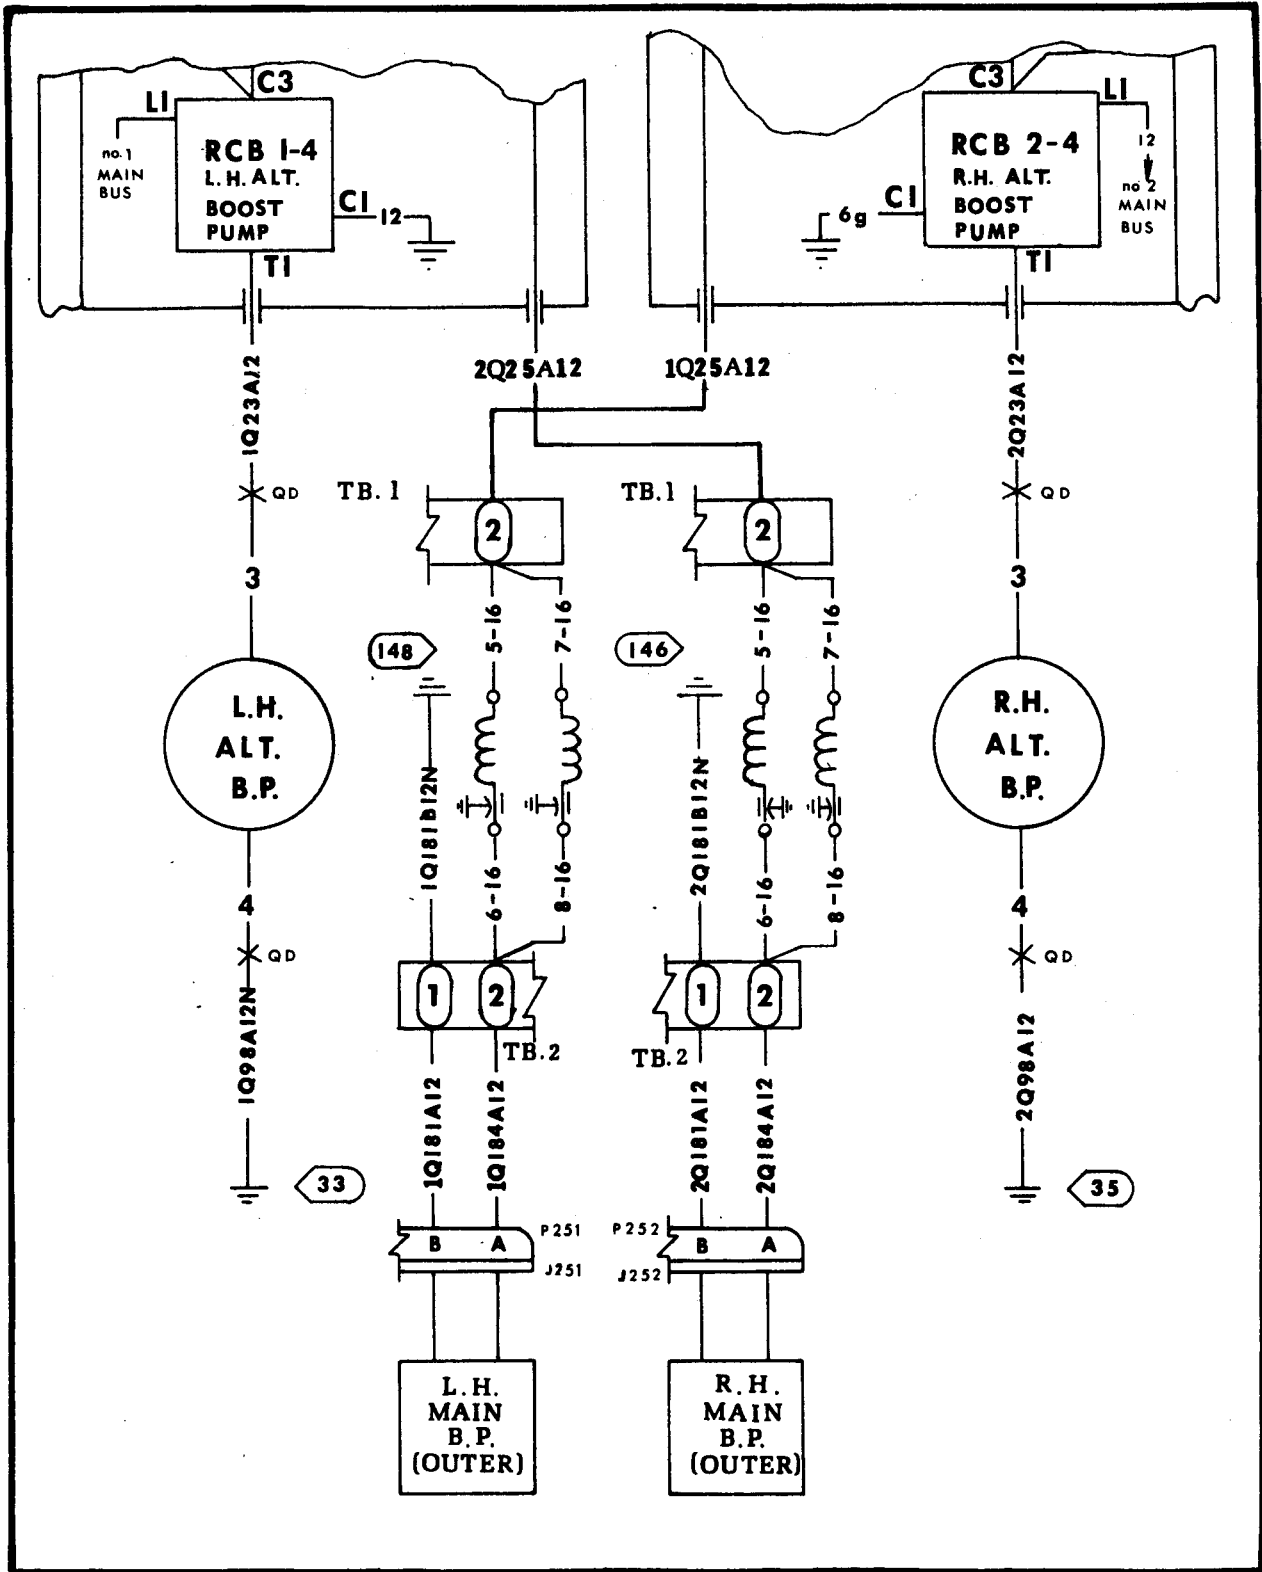 C3
L1
RCB 1-4
L.H. ALT.
BOOST
PUMP
no.1
MAIN
BUS
C1
12
T1
C3
L1
RCB 2-4
R.H. ALT.
BOOST
PUMP
12
no 2
MAIN
BUS
C1
6g
T1
1Q23A12
2Q25A12
1Q25A12
2Q23A12
QD
TB.1
2
TB.1
2
QD
3
5-16
7-16
5-16
7-16
3
148
146
L.H.
ALT.
B.P.
R.H.
ALT.
B.P.
1Q181B12N
2Q181B12N
6-16
8-16
6-16
8-16
4
QD
4
QD
1
2
TB.2
1
2
TB.2
1Q98A12N
1Q181A12
1Q184A12
2Q181A12
2Q184A12
2Q98A12
33
35
B
A
P251
J251
P252
J252
B
A
L.H.
MAIN
B.P.
(OUTER)
R.H.
MAIN
B.P.
(OUTER)